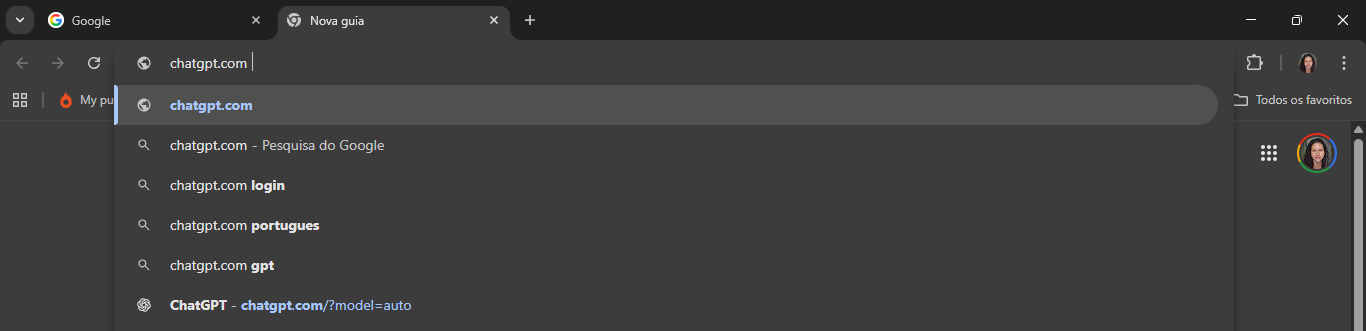 Google
Nova guia
chatgpt.com
My pu
Todos os favoritos
chatgpt.com
chatgpt.com - Pesquisa do Google
chatgpt.com login
chatgpt.com portugues
chatgpt.com gpt
ChatGPT - chatgpt.com/?model=auto